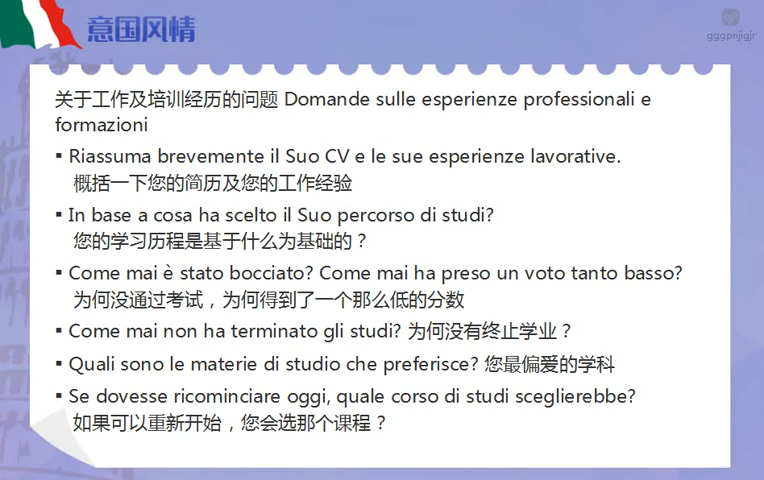 意国风情
gggpnjigjr
关于工作及培训经历的问题 Domande sulle esperienze professionali e
formazioni
▪ Riassuma brevemente il Suo CV e le sue esperienze lavorative.
概括一下您的简历及您的工作经验
▪ In base a cosa ha scelto il Suo percorso di studi?
您的学习历程是基于什么为基础的？
▪ Come mai è stato bocciato? Come mai ha preso un voto tanto basso?
为何没通过考试，为何得到了一个那么低的分数
▪ Come mai non ha terminato gli studi? 为何没有终止学业？
▪ Quali sono le materie di studio che preferisce? 您最偏爱的学科
▪ Se dovesse ricominciare oggi, quale corso di studi sceglierebbe?
如果可以重新开始，您会选那个课程？